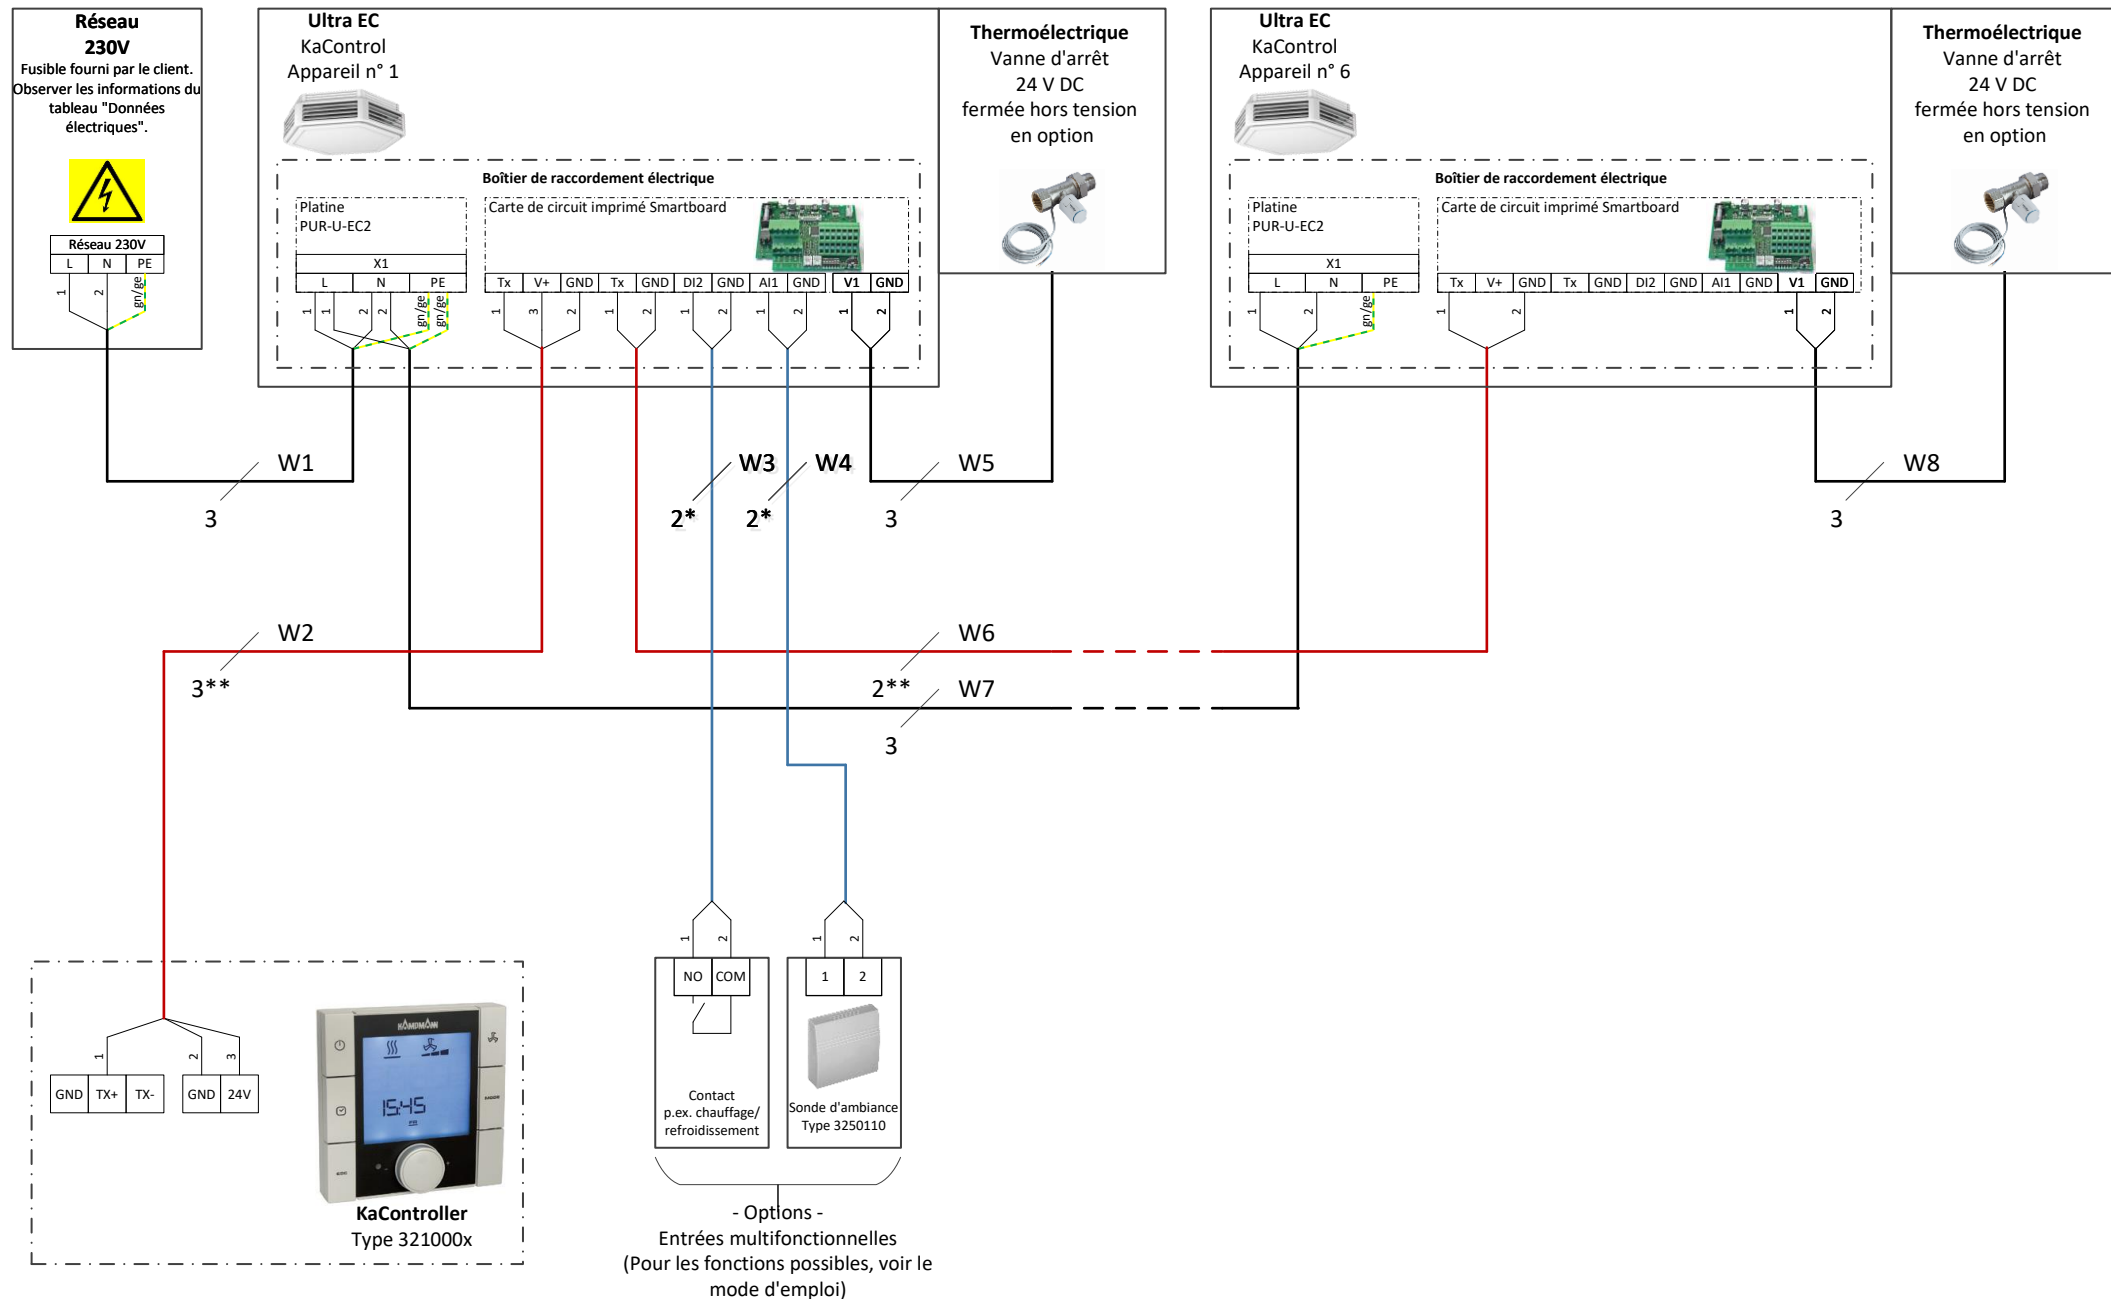 Réseau
230V
Fusible fourni par le client.
Observer les informations du
tableau "Données
électriques".
Réseau 230V
L N PE
1 2 gn/ge
Ultra EC
KaControl
Appareil n° 1
Boîtier de raccordement électrique
Platine
PUR-U-EC2
X1
L N PE
1 1 2 2 gn/ge gn/ge
Carte de circuit imprimé Smartboard
Tx V+ GND Tx GND DI2 GND AI1 GND V1 GND
1 3 2 1 2 1 2 1 2 1 2
Thermoélectrique
Vanne d'arrêt
24 V DC
fermée hors tension
en option
Ultra EC
KaControl
Appareil n° 6
Boîtier de raccordement électrique
Platine
PUR-U-EC2
X1
L N PE
1 2 gn/ge
Carte de circuit imprimé Smartboard
Tx V+ GND Tx GND DI2 GND AI1 GND V1 GND
1 2 1 2
Thermoélectrique
Vanne d'arrêt
24 V DC
fermée hors tension
en option
W1
3
W3
2*
W4
2*
W5
3
W8
3
W2
3**
W6
2**
W7
3
1 2 3
GND TX+ TX- GND 24V
KAMPMANN
15:45
MODE
KaController
Type 321000x
1 2
NO COM
Contact
p.ex. chauffage/
refroidissement
1 2
1 2
Sonde d'ambiance
Type 3250110
- Options -
Entrées multifonctionnelles
(Pour les fonctions possibles, voir le
mode d'emploi)